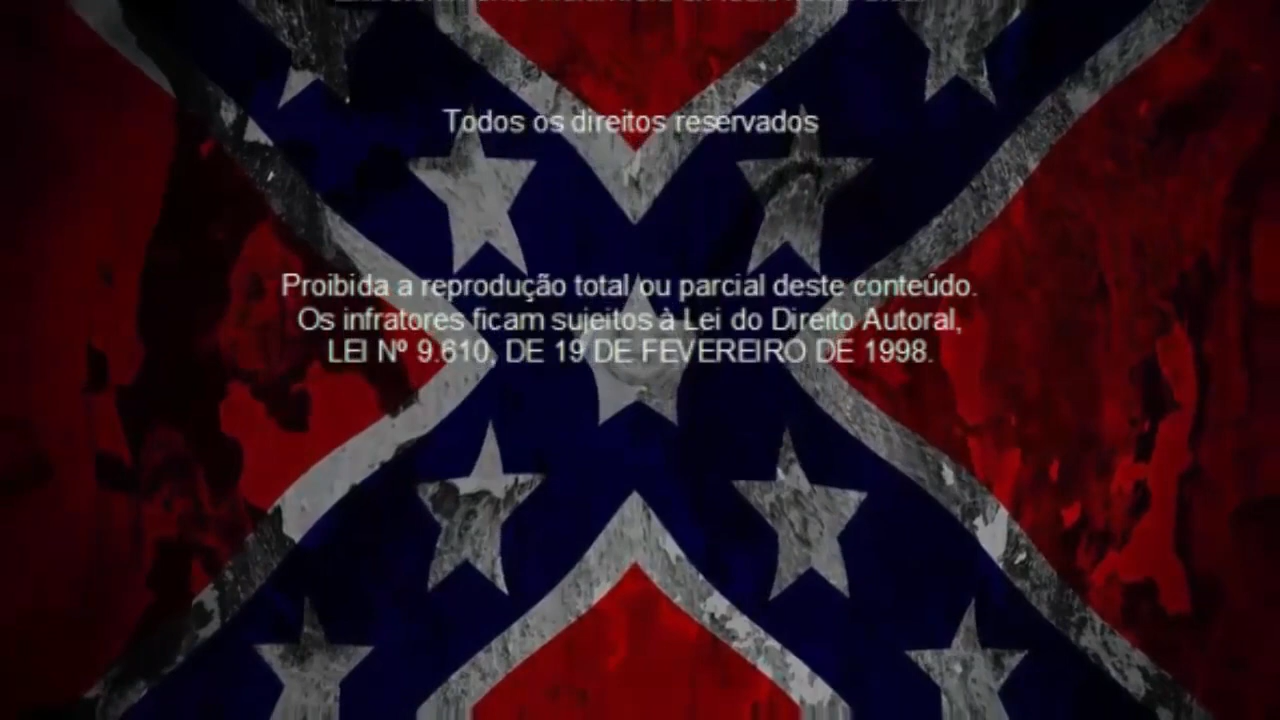 Todos os direitos reservados
Proibida a reprodução total ou parcial deste conteúdo.
Os infratores ficam sujeitos à Lei do Direito Autoral,
LEI Nº 9.610, DE 19 DE FEVEREIRO DE 1998.